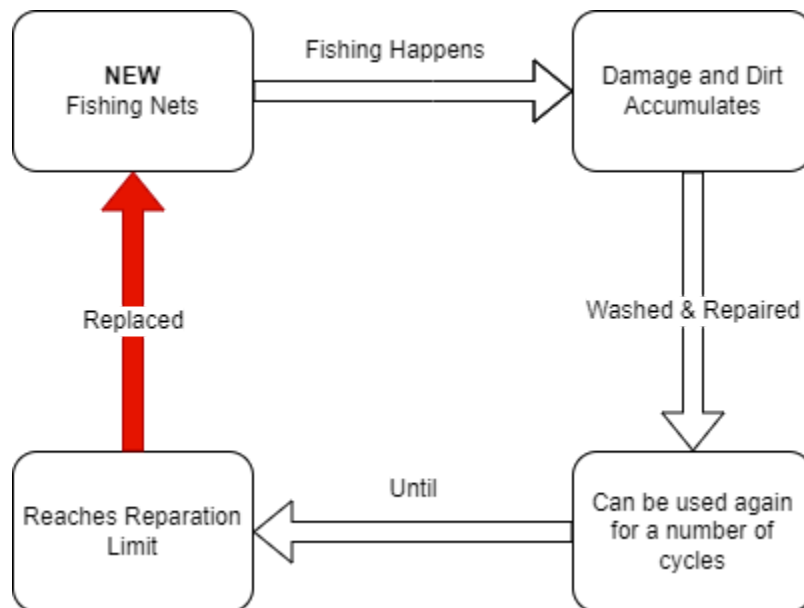 NEW
Fishing Nets
Fishing Happens
Damage and Dirt
Accumulates
Replaced
Washed & Repaired
Reaches Reparation
Limit
Until
Can be used again
for a number of
cycles